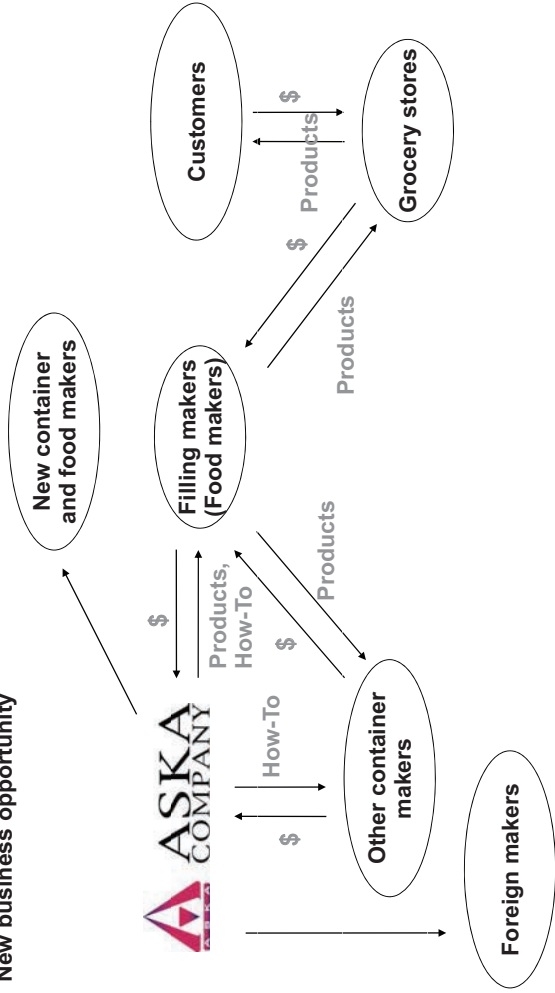 New business opportunity
New container
and food makers
Customers
$
Products
Grocery stores
$
Products
Filling makers
(Food makers)
$
Products,
How-To
$
Products
ASKA
ASKA
COMPANY
How-To
$
Other container
makers
Foreign makers